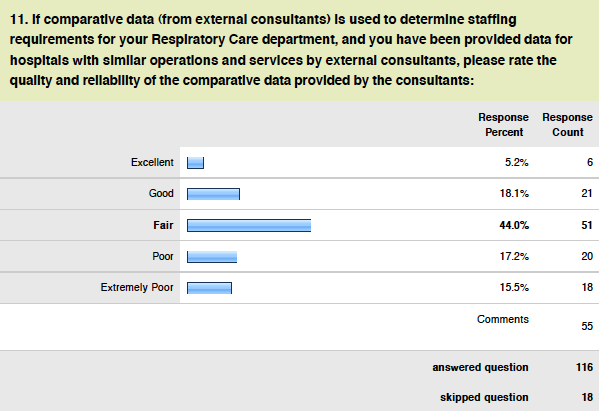 11. If comparative data (from external consultants) is used to determine staffing
requirements for your Respiratory Care department, and you have been provided data for
hospitals with similar operations and services by external consultants, please rate the
quality and reliability of the comparative data provided by the consultants:
Response Percent Response Count
Excellent 5.2% 6
Good 18.1% 21
Fair 44.0% 51
Poor 17.2% 20
Extremely Poor 15.5% 18
Comments 55
answered question 116
skipped question 18